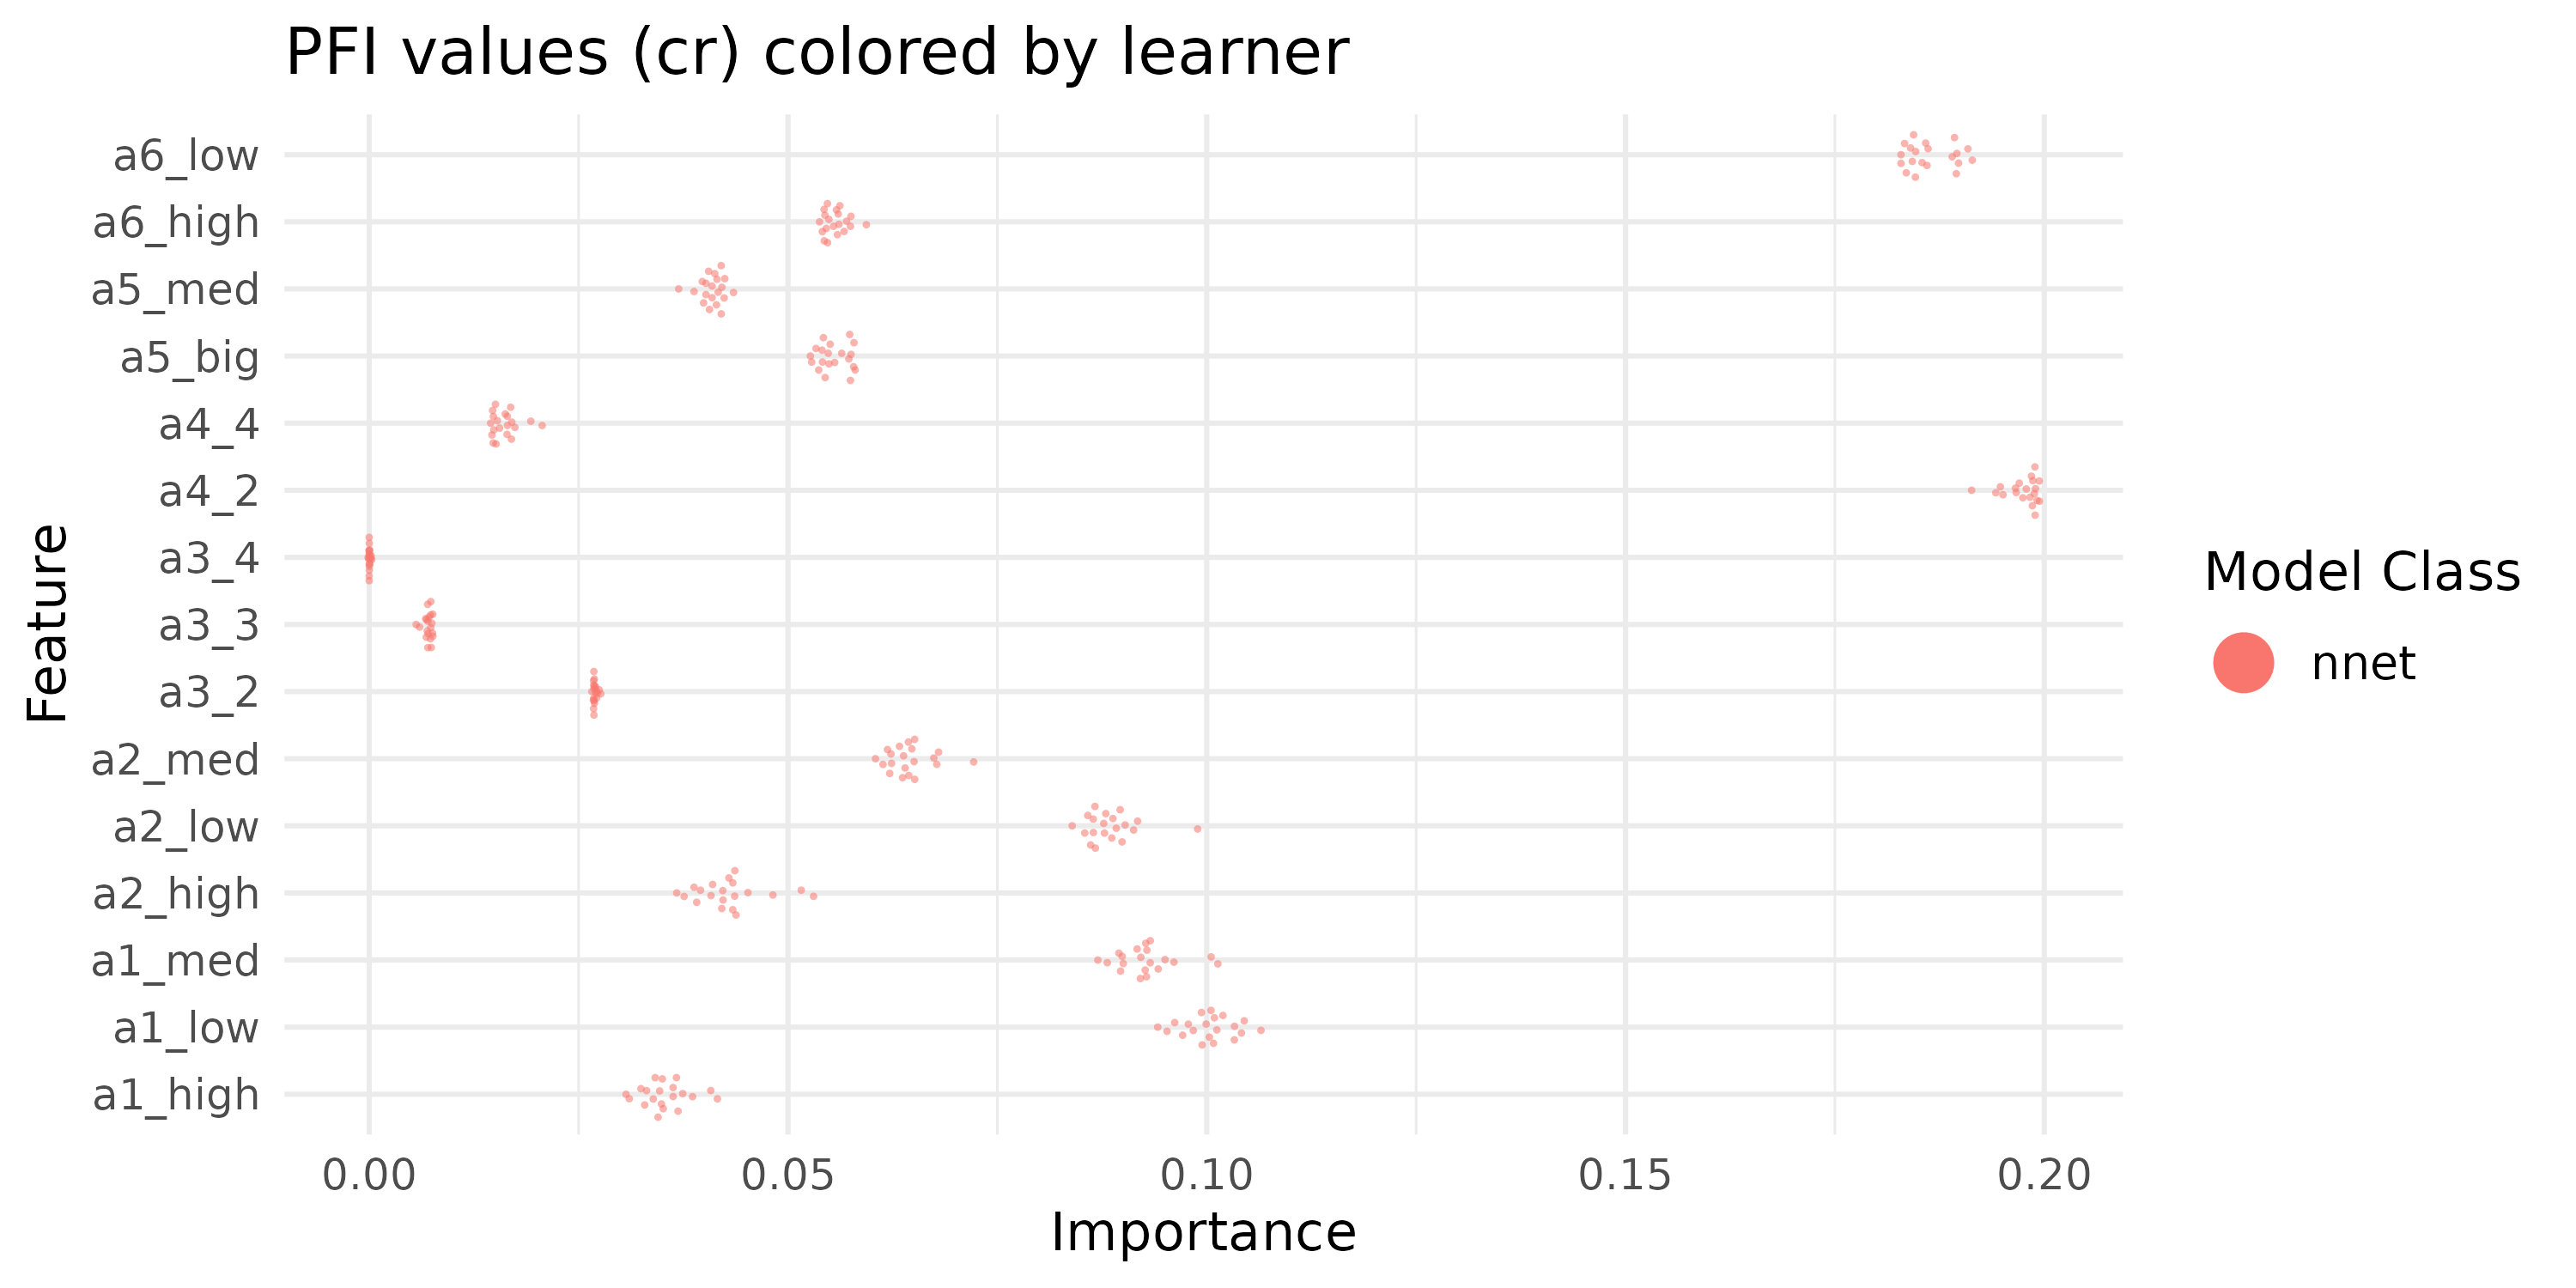 PFI values (cr) colored by learner
a6_low
a6_high
a5_med
a5_big
a4_4
a4_2
a3_4
a3_3
a3_2
a2_med
a2_low
a2_high
a1_med
a1_low
a1_high
Feature
0.00 0.05 0.10 0.15 0.20
Importance
Model Class
nnet